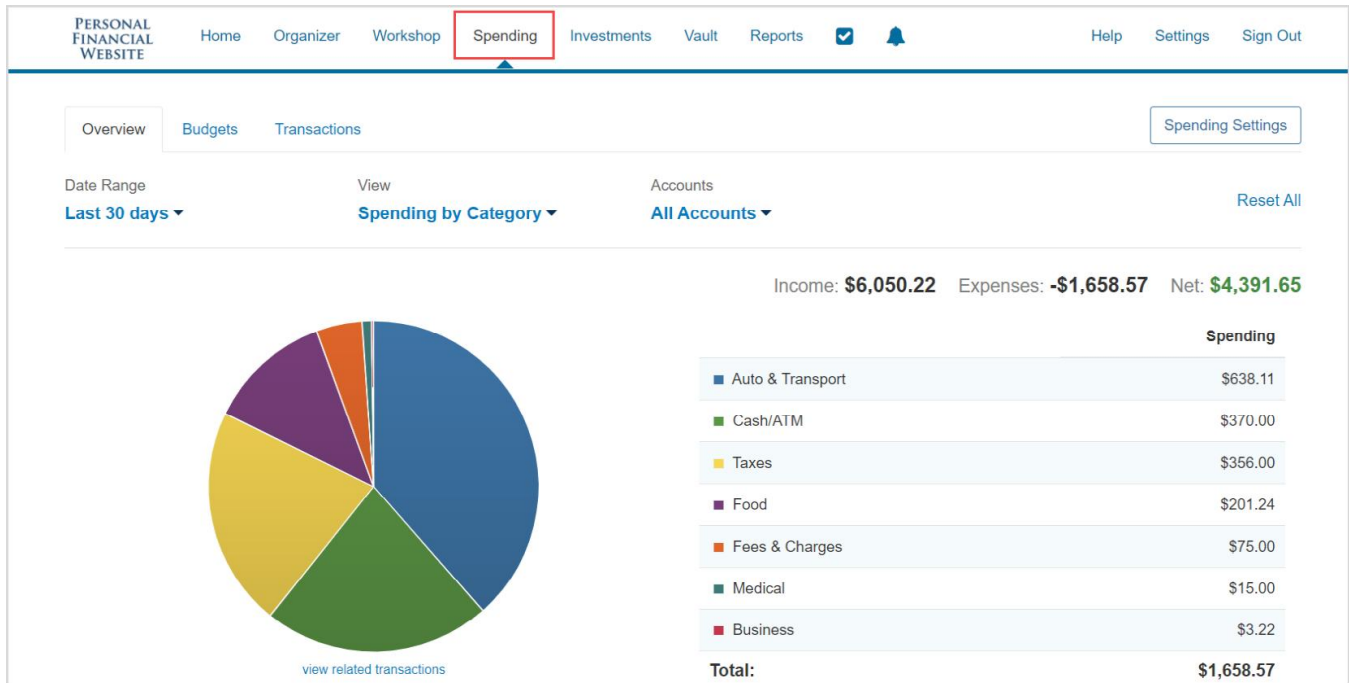 PERSONAL
FINANCIAL
WEBSITE
Home Organizer Workshop Spending Investments Vault Reports Help Settings Sign Out
Overview Budgets Transactions Spending Settings
Date Range View Accounts
Last 30 days Spending by Category All Accounts Reset All
Income: $6,050.22 Expenses: -$1,658.57 Net: $4,391.65
Spending
Auto & Transport $638.11
Cash/ATM $370.00
Taxes $356.00
Food $201.24
Fees & Charges $75.00
Medical $15.00
Business $3.22
view related transactions Total: $1,658.57